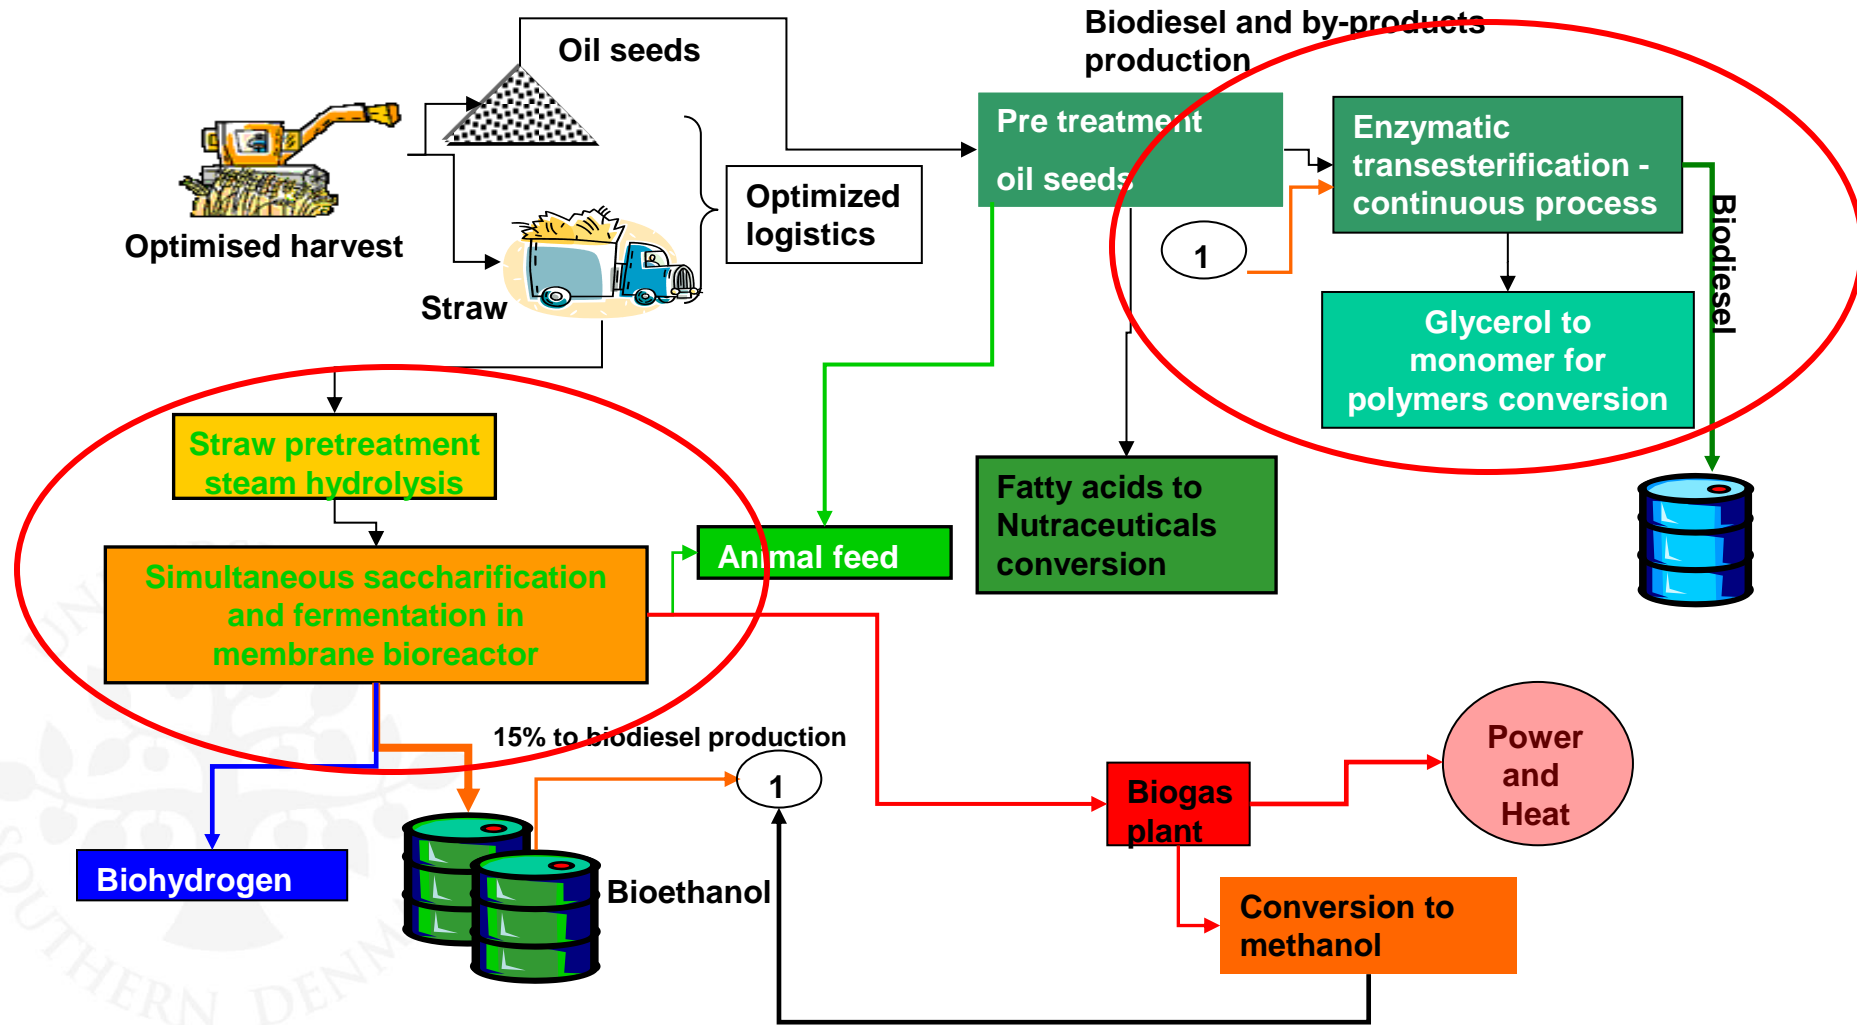 Biodiesel and by-products
production
Oil seeds
Optimised harvest
Straw
Optimized
logistics
Pre treatment
oil seeds
Enzymatic
transesterification -
continuous process
1
Biodiesel
Glycerol to
monomer for
polymers conversion
Straw pretreatment
steam hydrolysis
Fatty acids to
Nutraceuticals
conversion
Animal feed
Simultaneous saccharification
and fermentation in
membrane bioreactor
15% to biodiesel production
1
Power
and
Heat
Biogas
plant
Biohydrogen
Bioethanol
Conversion to
methanol
SOUTHERN